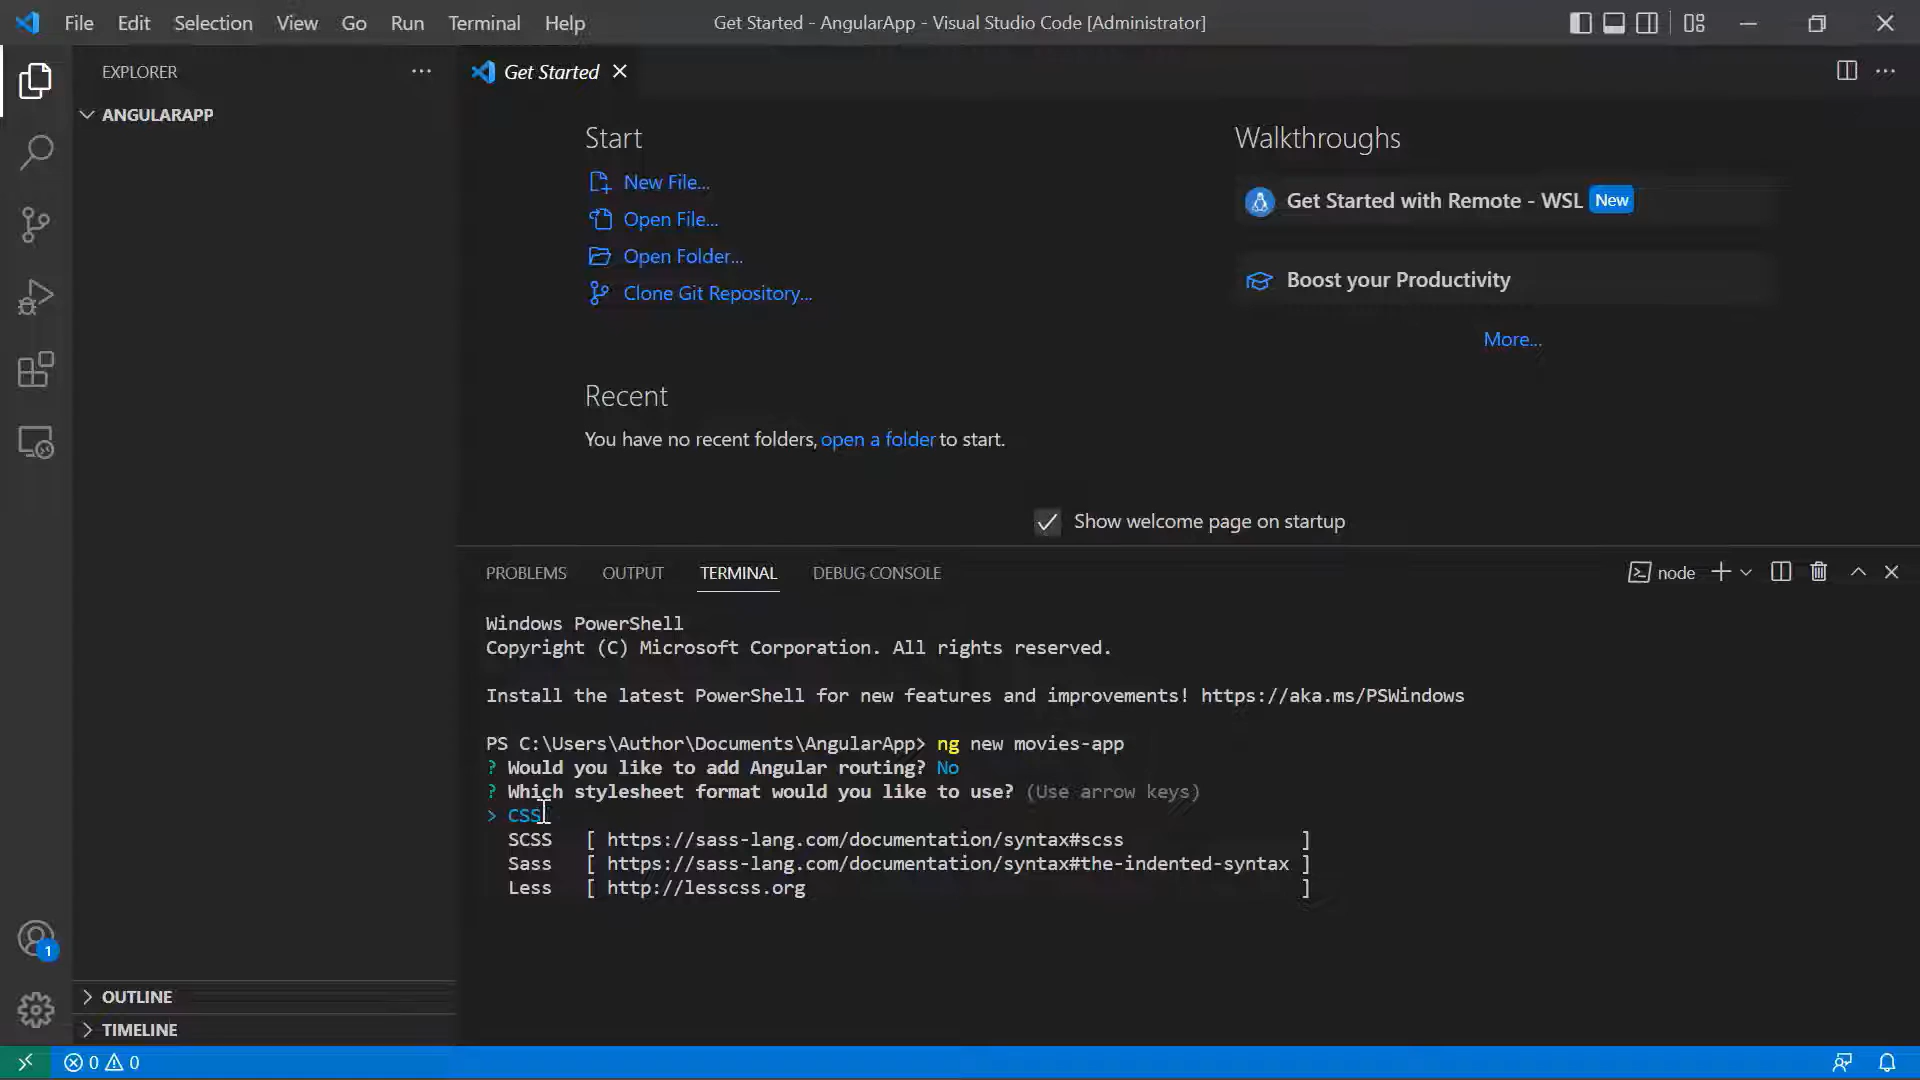 File Edit Selection View Go Run Terminal Help
Get Started - AngularApp - Visual Studio Code [Administrator]
EXPLORER
ANGULARAPP
Get Started
Start
New File...
Open File...
Open Folder...
Clone Git Repository...
Recent
You have no recent folders, open a folder to start.
Walkthroughs
Get Started with Remote - WSL New
Boost your Productivity
More...
Show welcome page on startup
PROBLEMS OUTPUT TERMINAL DEBUG CONSOLE
node
Windows PowerShell
Copyright (C) Microsoft Corporation. All rights reserved.
Install the latest PowerShell for new features and improvements! https://aka.ms/PSWindows
PS C:\Users\Author\Documents\AngularApp> ng new movies-app
? Would you like to add Angular routing? No
? Which stylesheet format would you like to use? (Use arrow keys)
> CSS
SCSS [ https://sass-lang.com/documentation/syntax#scss ]
Sass [ https://sass-lang.com/documentation/syntax#the-indented-syntax ]
Less [ http://lesscss.org ]
1
OUTLINE
TIMELINE
0 0